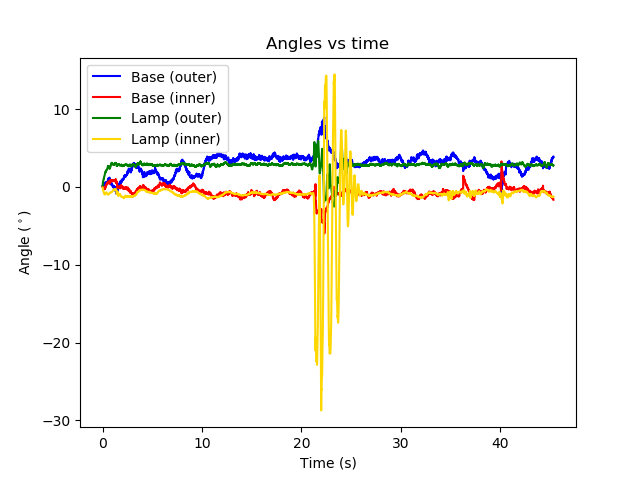 Angles vs time
Base (outer)
Base (inner)
Lamp (outer)
Lamp (inner)
10
0
−10
−20
−30
Angle (°)
0 10 20 30 40
Time (s)